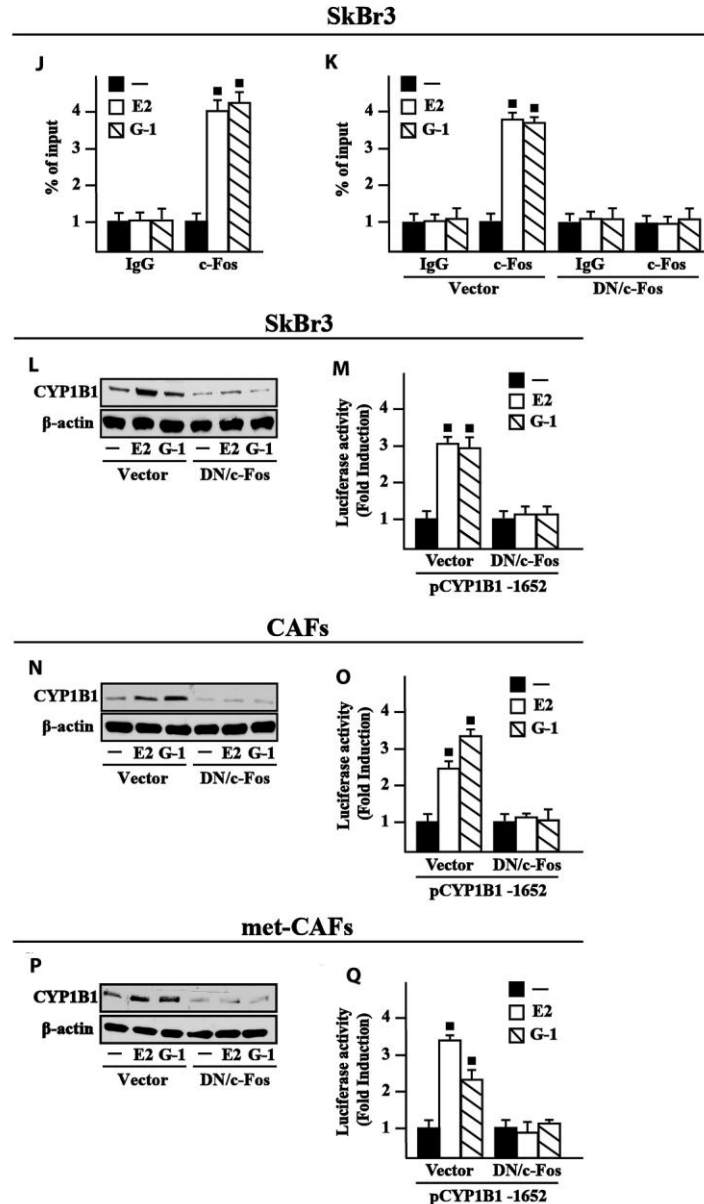 SkBr3
J
■ —
□ E2
G-1
% of input
4
3
2
1
IgG c-Fos
K
—
E2
G-1
% of input
4
3
2
1
IgG c-Fos IgG c-Fos
Vector DN/c-Fos
SkBr3
L
CYP1B1
β-actin
— E2 G-1 — E2 G-1
Vector DN/c-Fos
M
—
E2
G-1
Luciferase activity
(Fold Induction)
4
3
2
1
Vector DN/c-Fos
pCYP1B1 -1652
CAFs
N
CYP1B1
β-actin
— E2 G-1 — E2 G-1
Vector DN/c-Fos
O
—
E2
G-1
Luciferase activity
(Fold Induction)
4
3
2
1
Vector DN/c-Fos
pCYP1B1 -1652
met-CAFs
P
CYP1B1
β-actin
— E2 G-1 — E2 G-1
Vector DN/c-Fos
Q
—
E2
G-1
Luciferase activity
(Fold Induction)
4
3
2
1
Vector DN/c-Fos
pCYP1B1 -1652